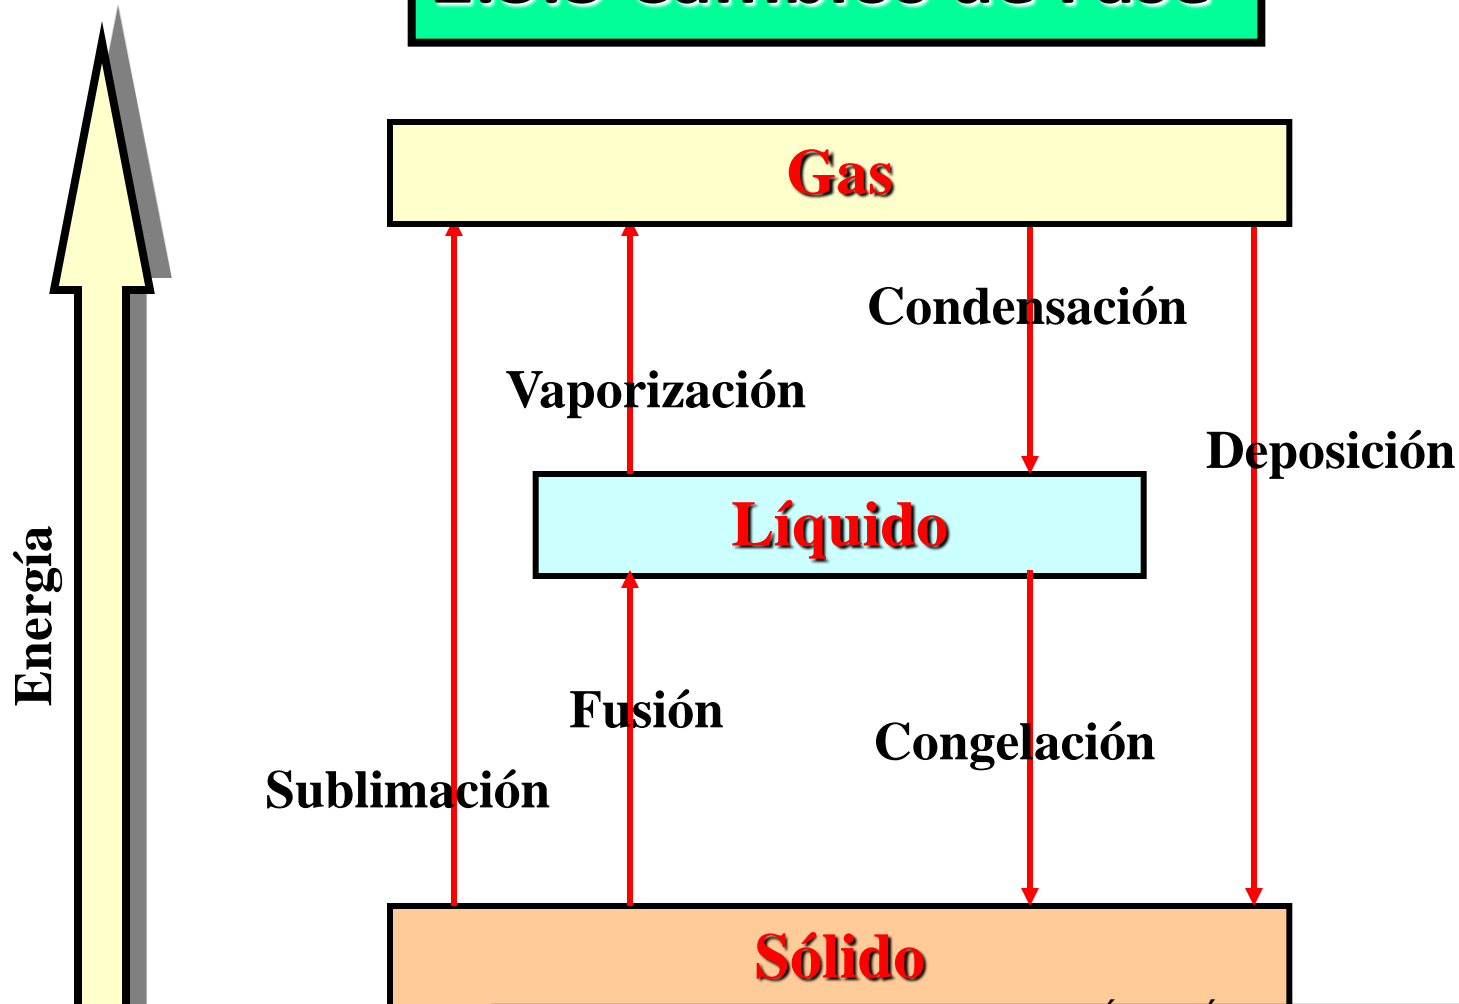 Gas
Condensación
Vaporización
Deposición
Líquido
Energía
Fusión
Congelación
Sublimación
Sólido